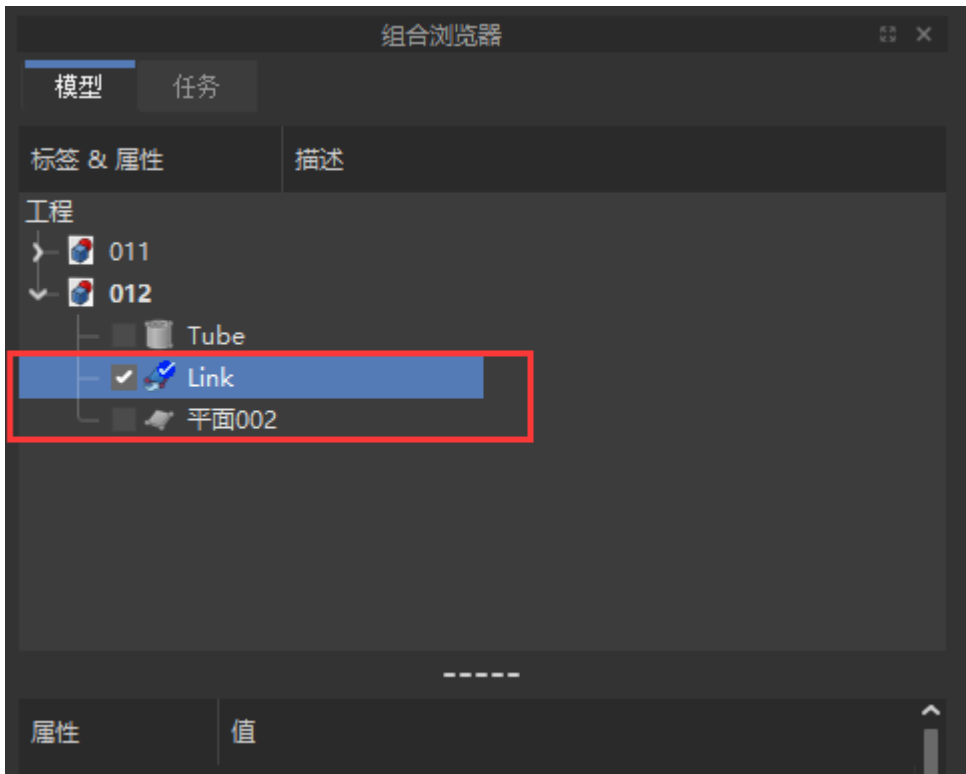 组合浏览器
模型 任务
标签 & 属性 描述
工程
011
012
Tube
Link
平面002
属性 值